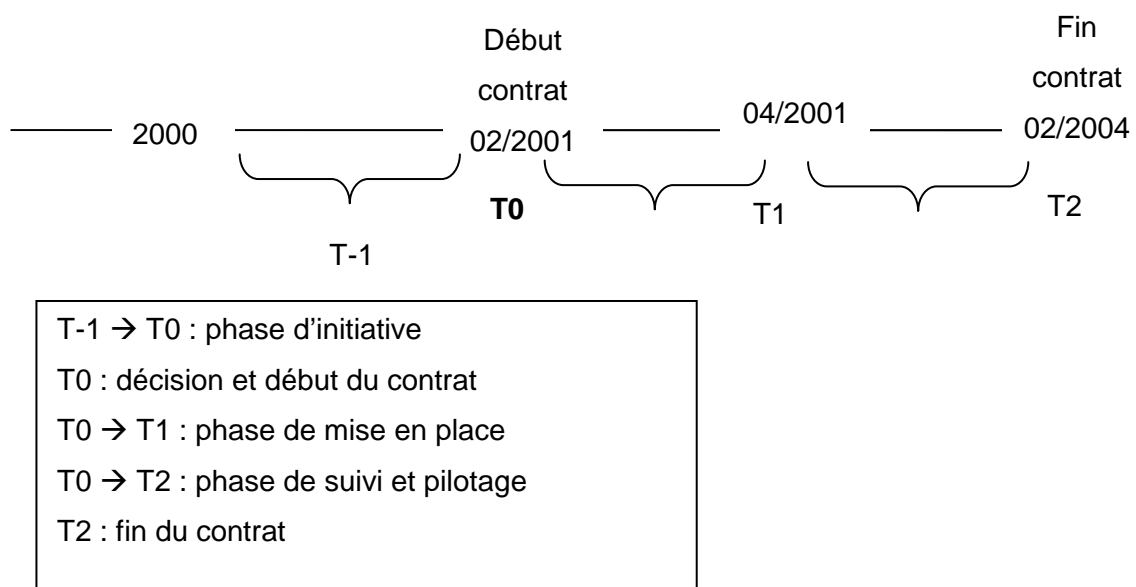 Début
contrat
02/2001
Fin
contrat
02/2004
2000
04/2001
T0
T1
T2
T-1
T-1 → T0 : phase d’initiative
T0 : décision et début du contrat
T0 → T1 : phase de mise en place
T0 → T2 : phase de suivi et pilotage
T2 : fin du contrat